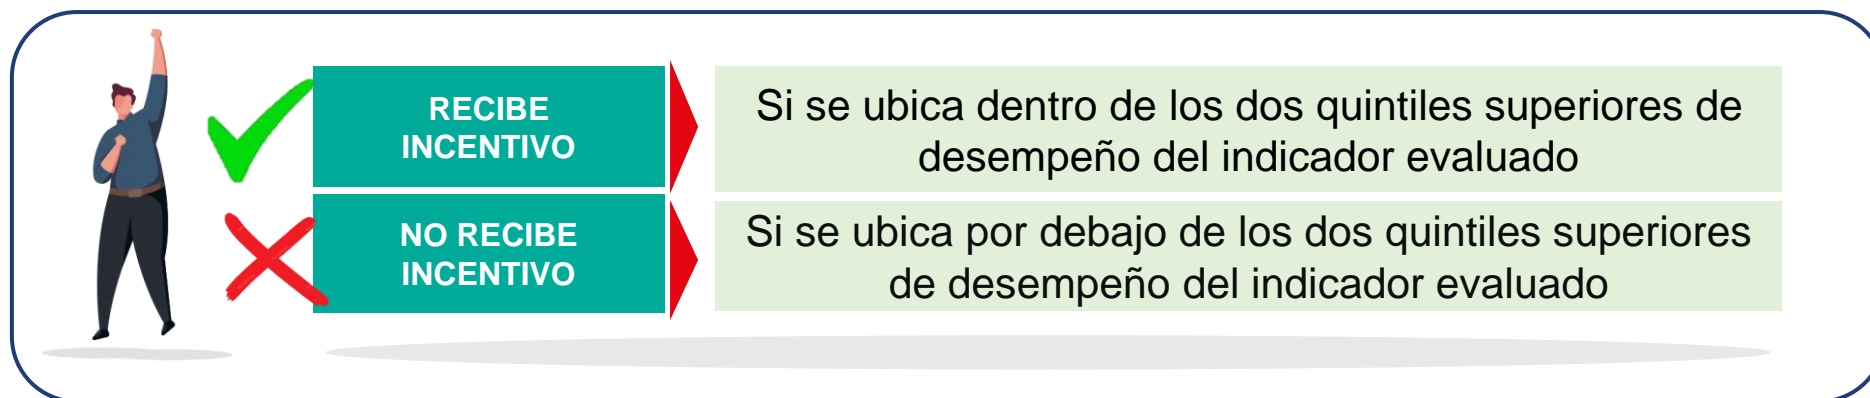 RECIBE
INCENTIVO
Si se ubica dentro de los dos quintiles superiores de
desempeño del indicador evaluado
NO RECIBE
INCENTIVO
Si se ubica por debajo de los dos quintiles superiores
de desempeño del indicador evaluado